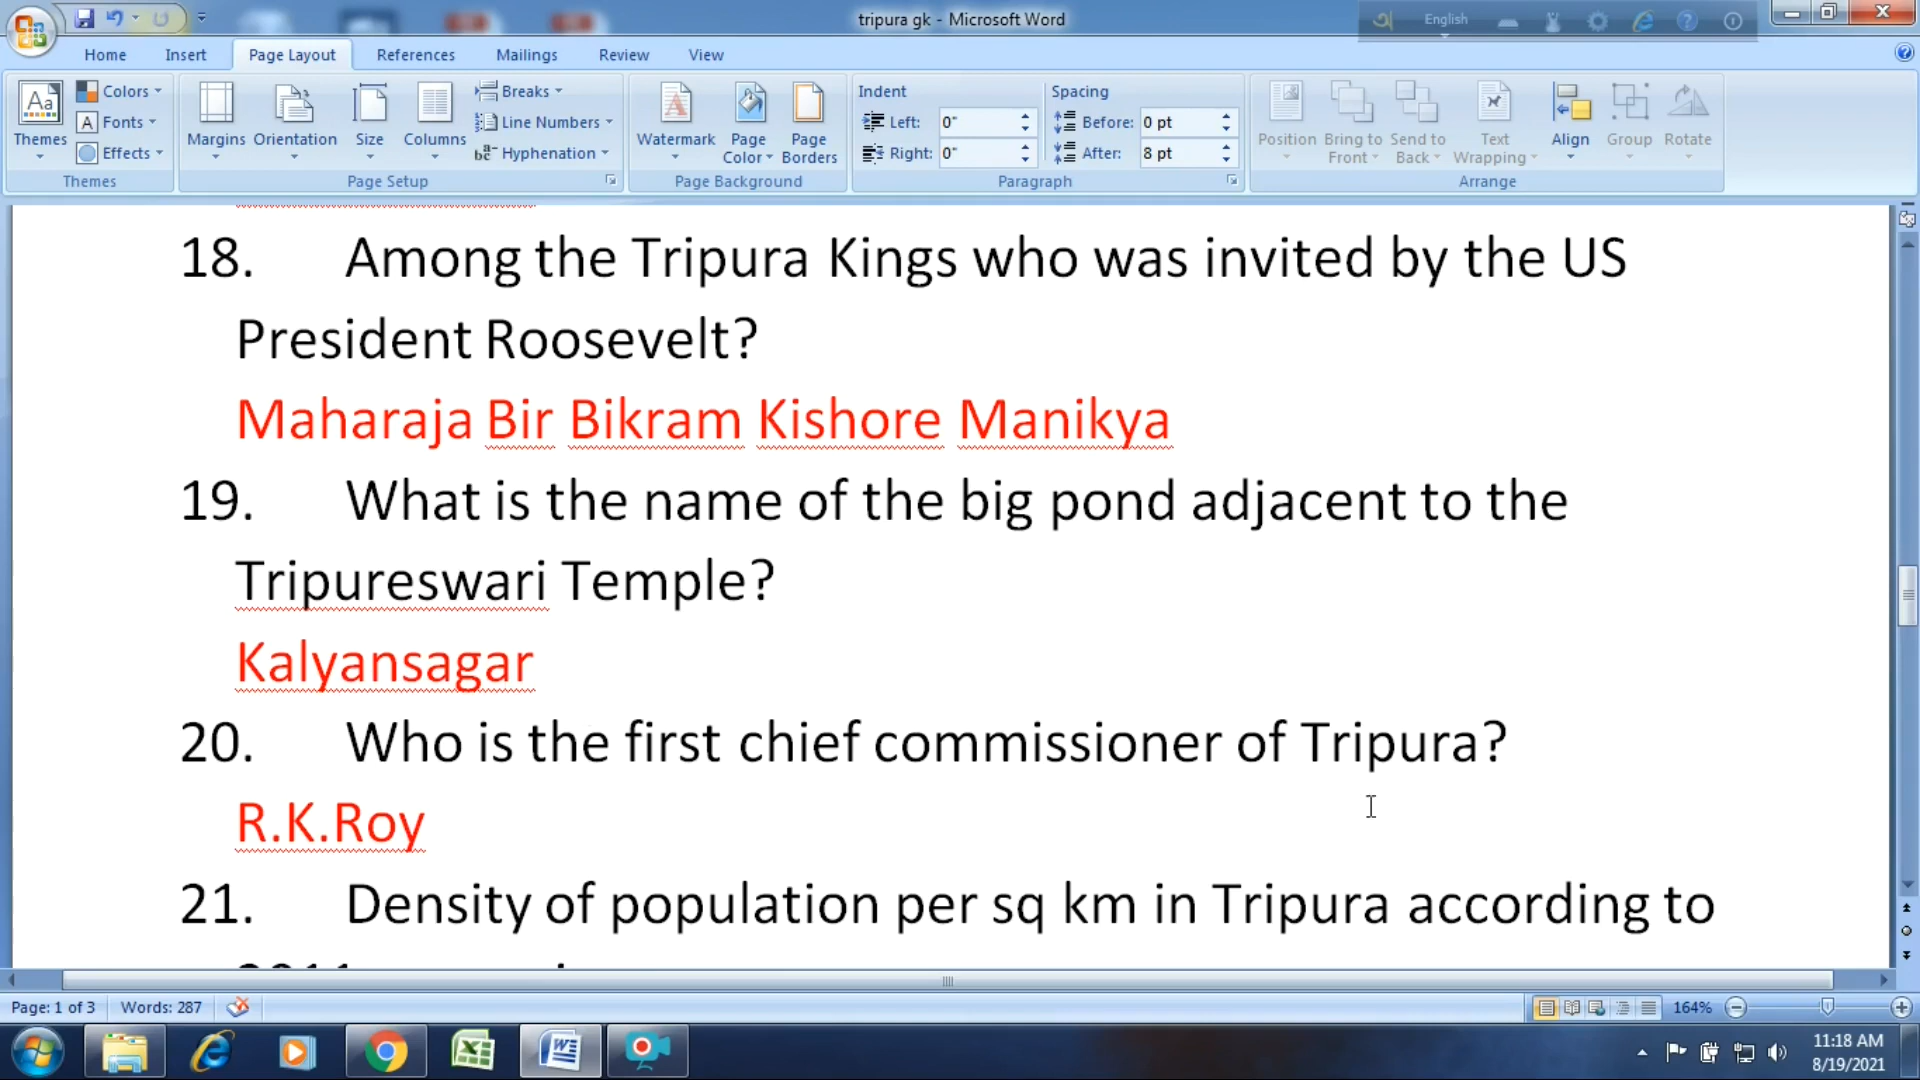 tripura gk - Microsoft Word
English
Home Insert Page Layout References Mailings Review View
Themes
Colors
Fonts
Effects
Themes
Margins
Orientation
Size
Columns
Breaks
Line Numbers
Hyphenation
Page Setup
Watermark
Page Color
Page Borders
Page Background
Indent
Left: 0"
Right: 0"
Spacing
Before: 0 pt
After: 8 pt
Paragraph
Position
Bring to Front
Send to Back
Text Wrapping
Align
Group
Rotate
Arrange
18. Among the Tripura Kings who was invited by the US
President Roosevelt?
Maharaja Bir Bikram Kishore Manikya
19. What is the name of the big pond adjacent to the
Tripureswari Temple?
Kalyansagar
20. Who is the first chief commissioner of Tripura?
R.K.Roy
21. Density of population per sq km in Tripura according to
Page: 1 of 3 Words: 287
164%
11:18 AM
8/19/2021